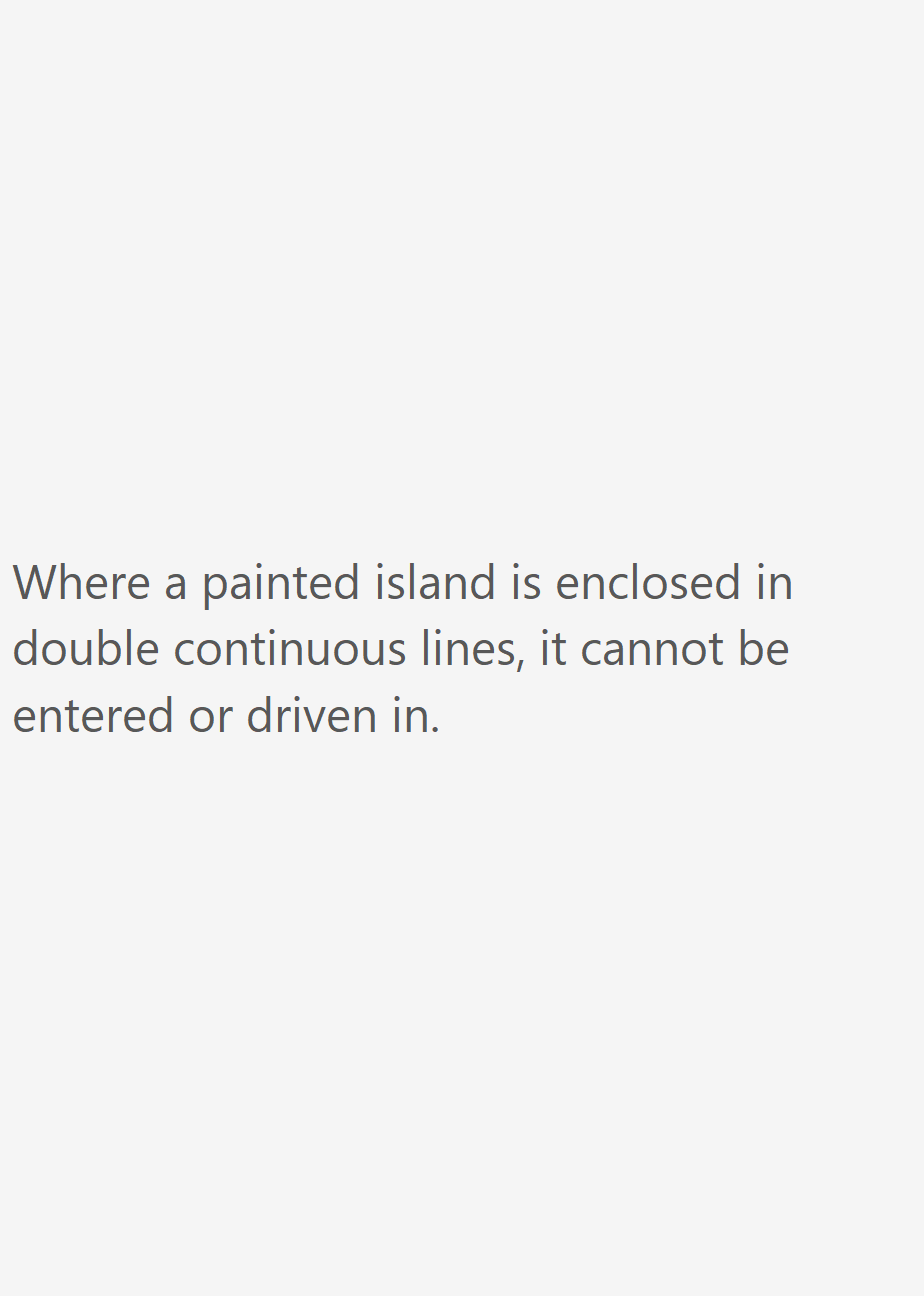 Where a painted island is enclosed in
double continuous lines, it cannot be
entered or driven in.